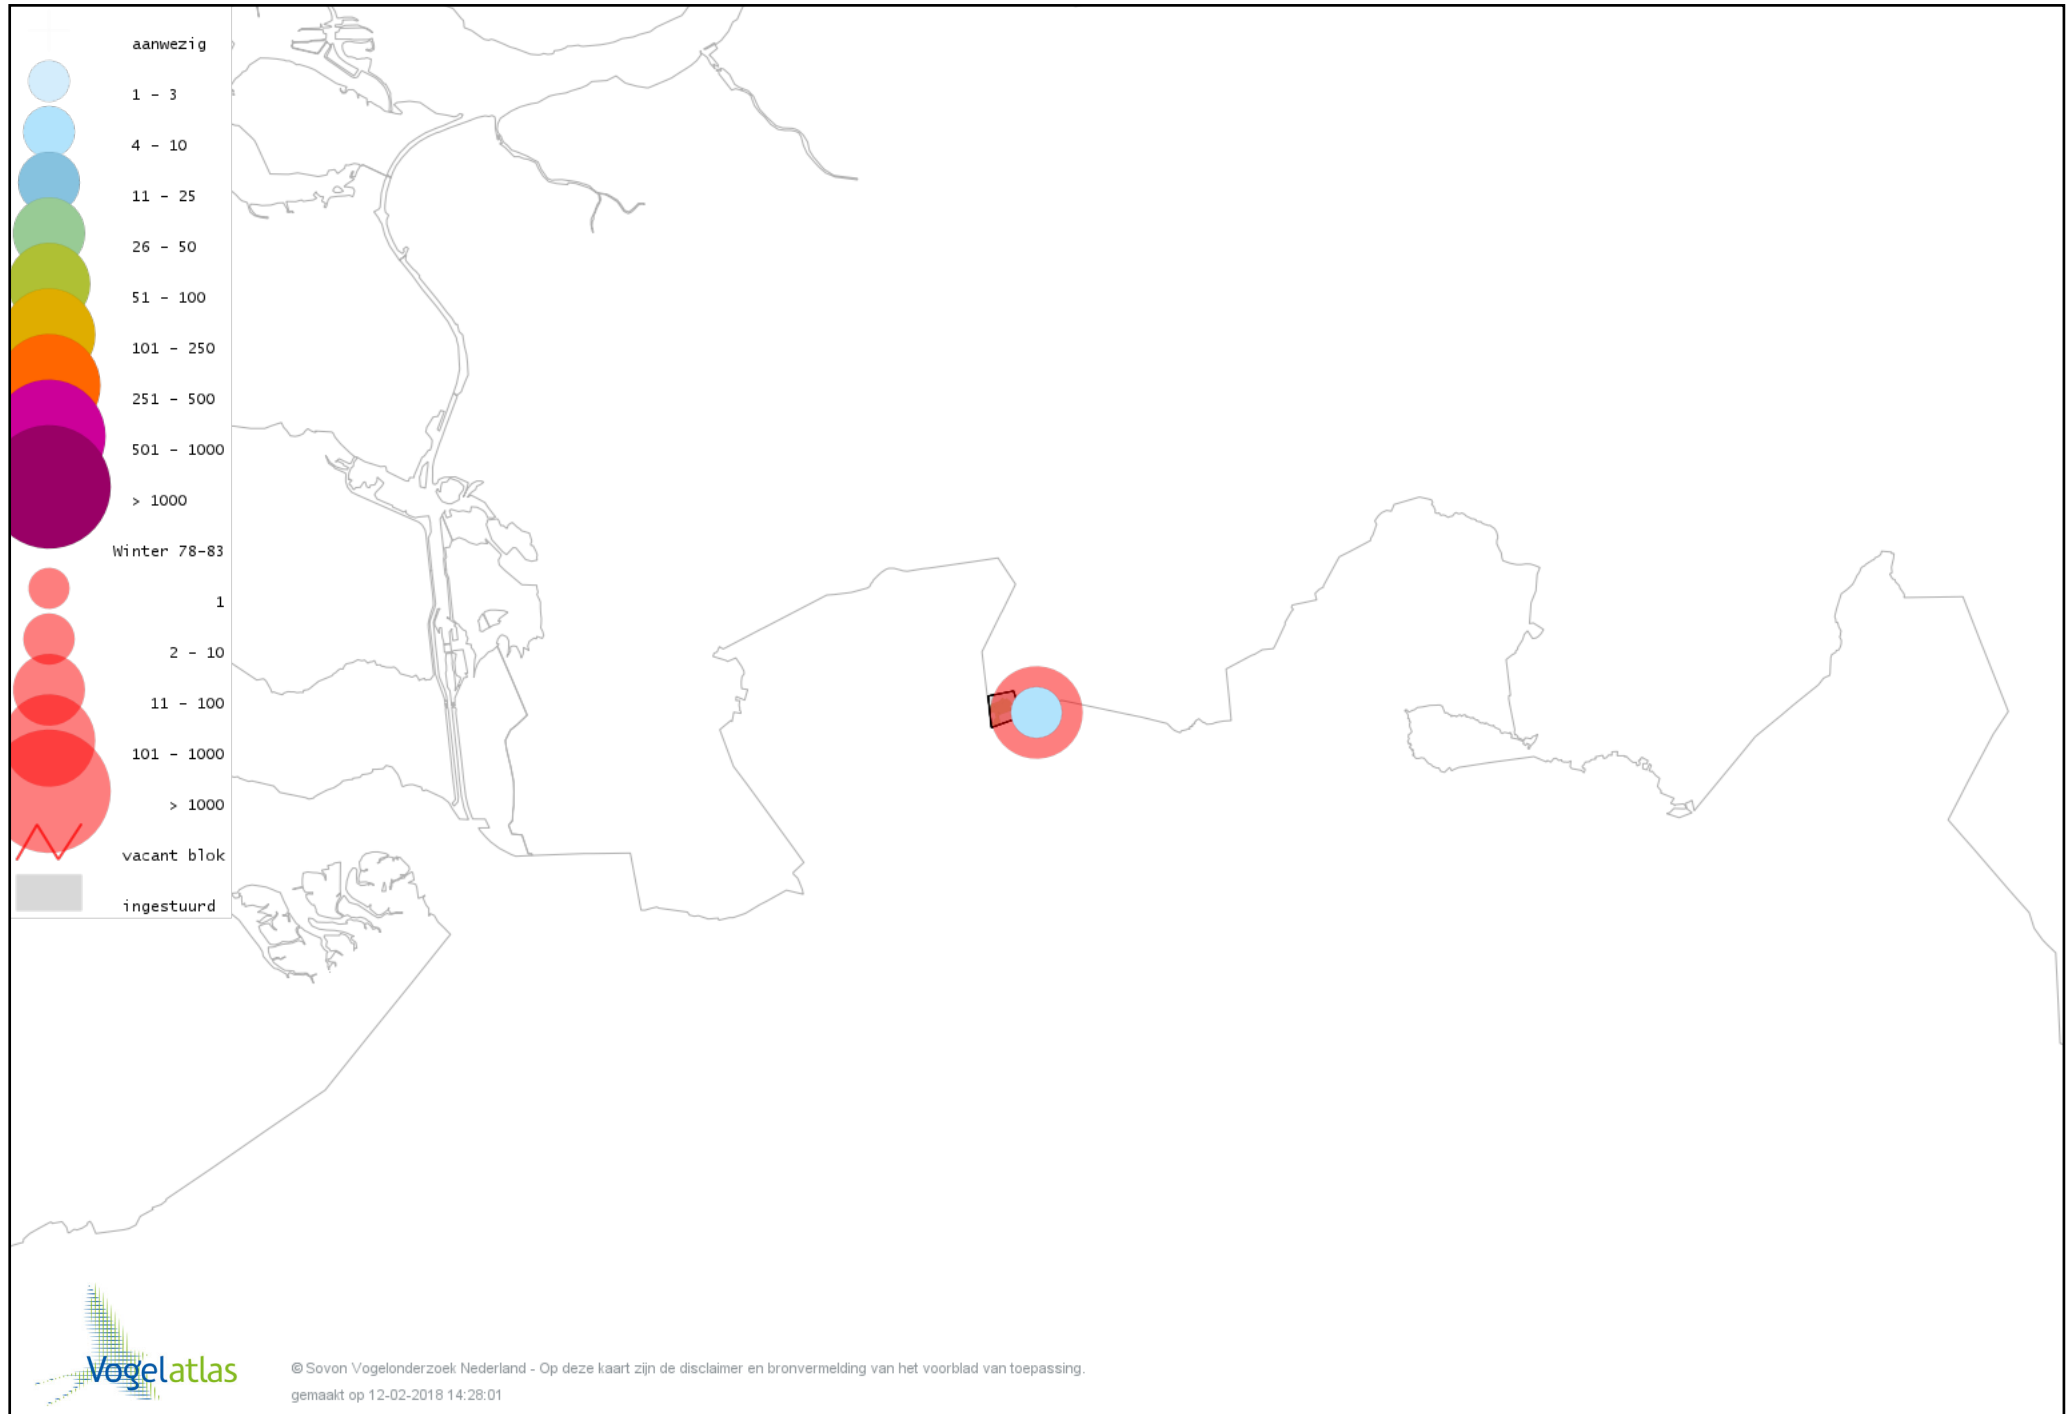 aanwezig
1 - 3
4 - 10
11 - 25
26 - 50
51 - 100
101 - 250
251 - 500
501 - 1000
> 1000
Winter 78-83
1
2 - 10
11 - 100
101 - 1000
> 1000
vacant blok
ingestuurd
Vogelatlas
© Sovon Vogelonderzoek Nederland - Op deze kaart zijn de disclaimer en bronvermelding van het voorblad van toepassing.
gemaakt op 12-02-2018 14:28:01